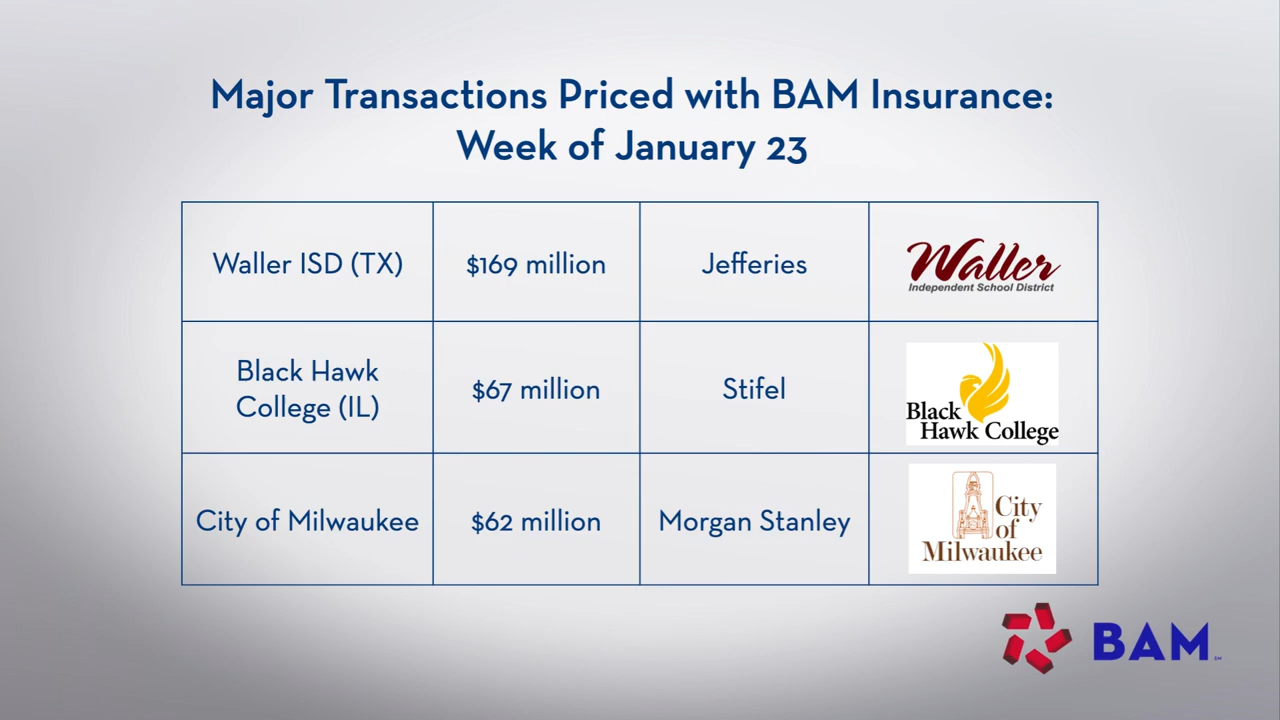 Major Transactions Priced with BAM Insurance:
Week of January 23
Waller ISD (TX)
$169 million
Jefferies
Waller
Independent School District
Black Hawk
College (IL)
$67 million
Stifel
Black
Hawk College
City of Milwaukee
$62 million
Morgan Stanley
City
of
Milwaukee
BAM SM